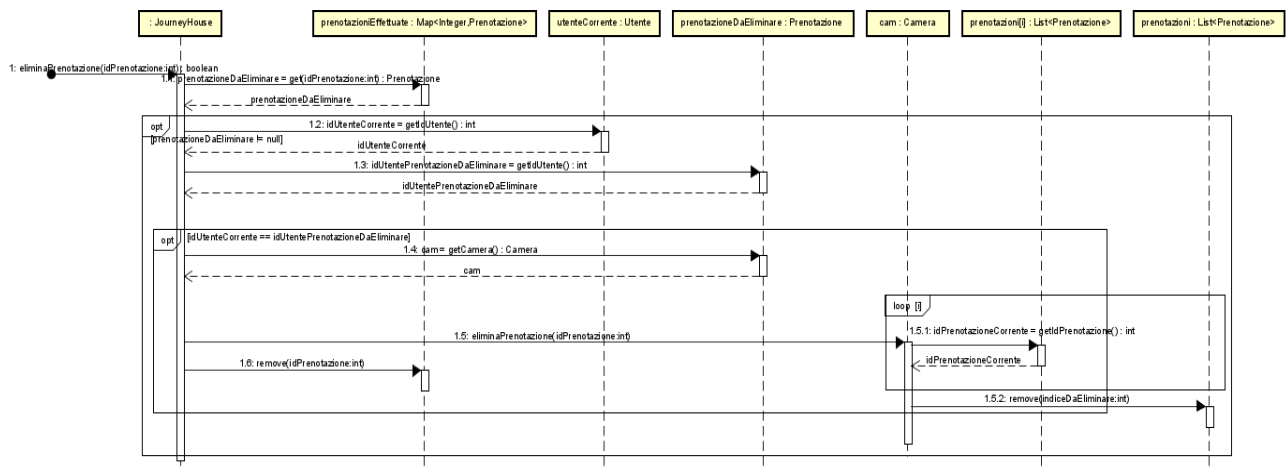 : JourneyHouse
prenotazioniEffettuate : Map<Integer,Prenotazione>
utenteCorrente : Utente
prenotazioneDaEliminare : Prenotazione
cam : Camera
prenotazioni[i] : List<Prenotazione>
prenotazioni : List<Prenotazione>
1: eliminaPrenotazione(idPrenotazione:int) : boolean
1.1: prenotazioneDaEliminare = get(idPrenotazione:int) : Prenotazione
prenotazioneDaEliminare
opt
[prenotazioneDaEliminare != null]
1.2: idUtenteCorrente = getIdUtente() : int
idUtenteCorrente
1.3: idUtentePrenotazioneDaEliminare = getIdUtente() : int
idUtentePrenotazioneDaEliminare
opt
[idUtenteCorrente == idUtentePrenotazioneDaEliminare]
1.4: cam = getCamera() : Camera
cam
loop [i]
1.5: eliminaPrenotazione(idPrenotazione:int)
1.5.1: idPrenotazioneCorrente = getIdPrenotazione() : int
idPrenotazioneCorrente
1.6: remove(idPrenotazione:int)
1.5.2: remove(indiceDaEliminare:int)